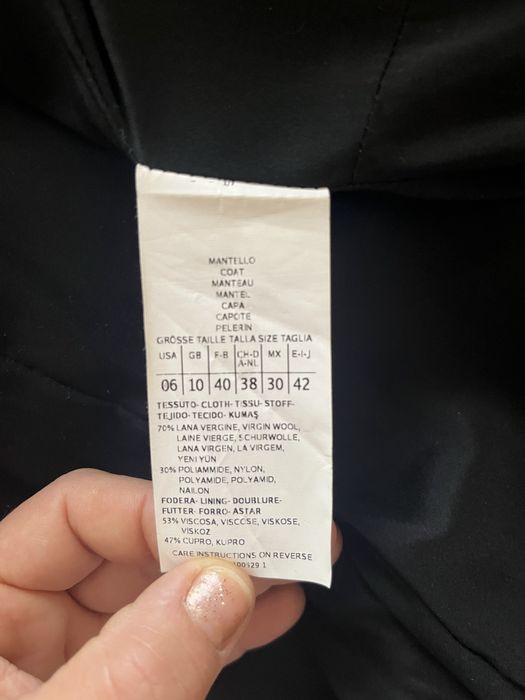 MANTELLO
COAT
MANTEAU
MANTEL
CAPA
CAPOTE
PELERIN
GRÖSSE TAILLE TALLA SIZE TAGLIA
USA GB F-B CH-D A-NL MX E-I-J
06 10 40 38 30 42
TESSUTO- CLOTH- TISSU- STOFF-
TEJIDO- TECIDO- KUMAŞ
70% LANA VERGINE, VIRGIN WOOL,
LAINE VIERGE, SCHURWOLLE,
LANA VIRGEN, LA VIRGEM,
YENI YÜN
30% POLIAMMIDE, NYLON,
POLYAMIDE, POLYAMID,
NAILON
FODERA- LINING- DOUBLURE-
FUTTER- FORRO- ASTAR
53% VISCOSA, VISCOSE, VISKOSE,
VISKOZ
47% CUPRO, KUPRO
CARE INSTRUCTIONS ON REVERSE